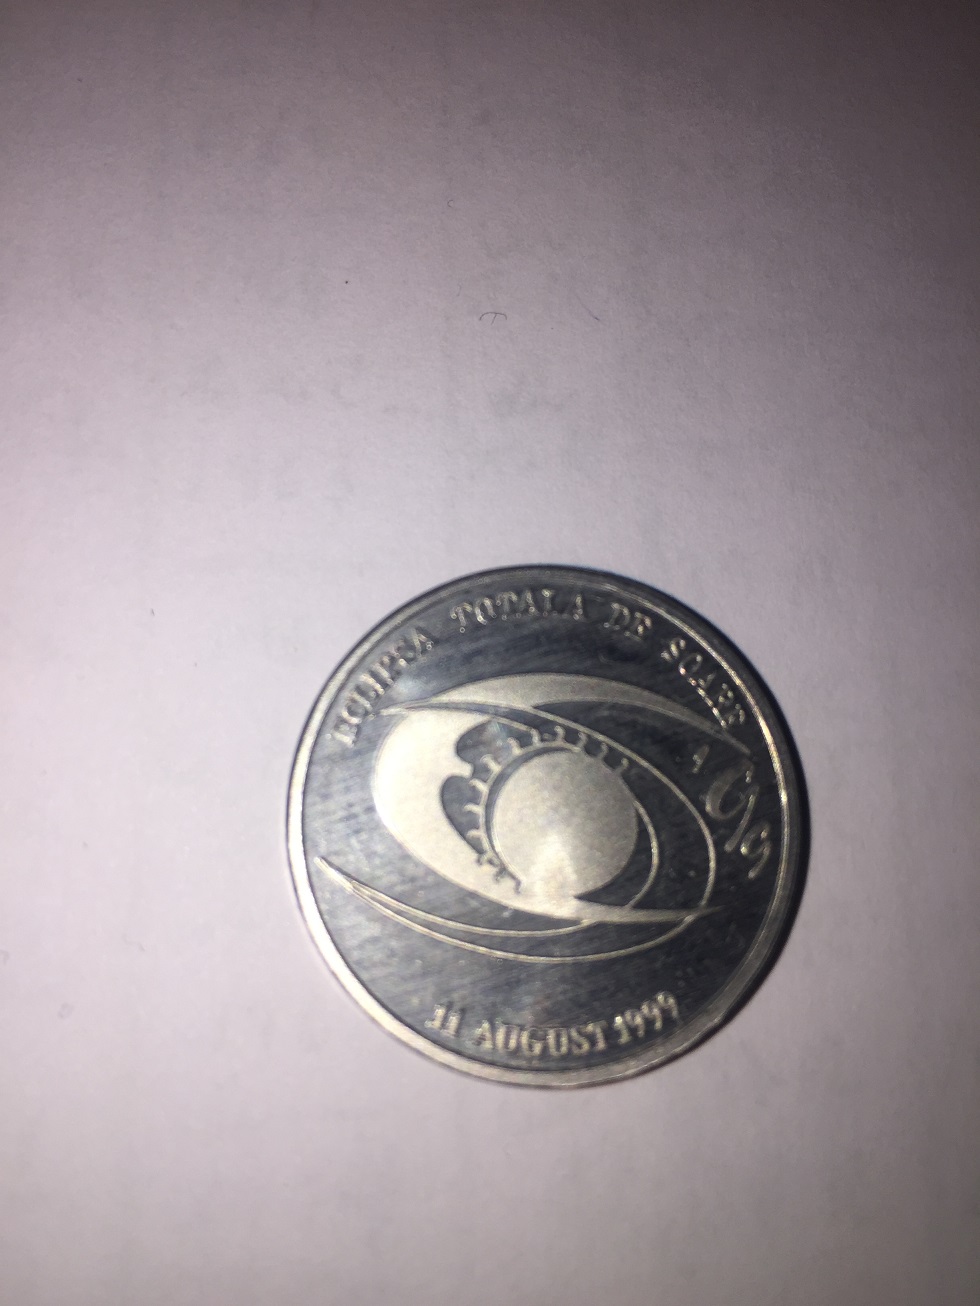 ECLIPSA TOTALA DE SOARE
11 AUGUST 1999